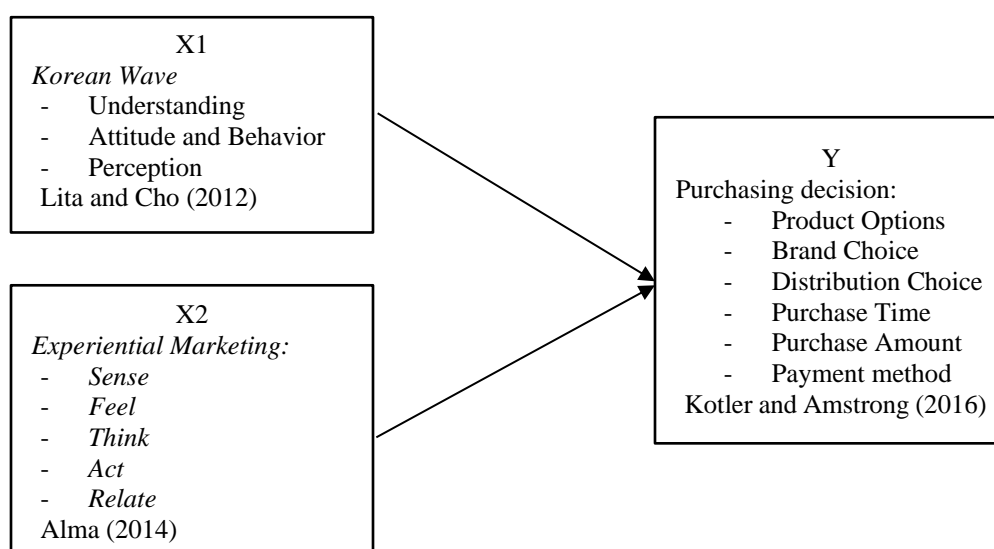 X1
Korean Wave
- Understanding
- Attitude and Behavior
- Perception
Lita and Cho (2012)
X2
Experiential Marketing:
- Sense
- Feel
- Think
- Act
- Relate
Alma (2014)
Y
Purchasing decision:
- Product Options
- Brand Choice
- Distribution Choice
- Purchase Time
- Purchase Amount
- Payment method
Kotler and Amstrong (2016)